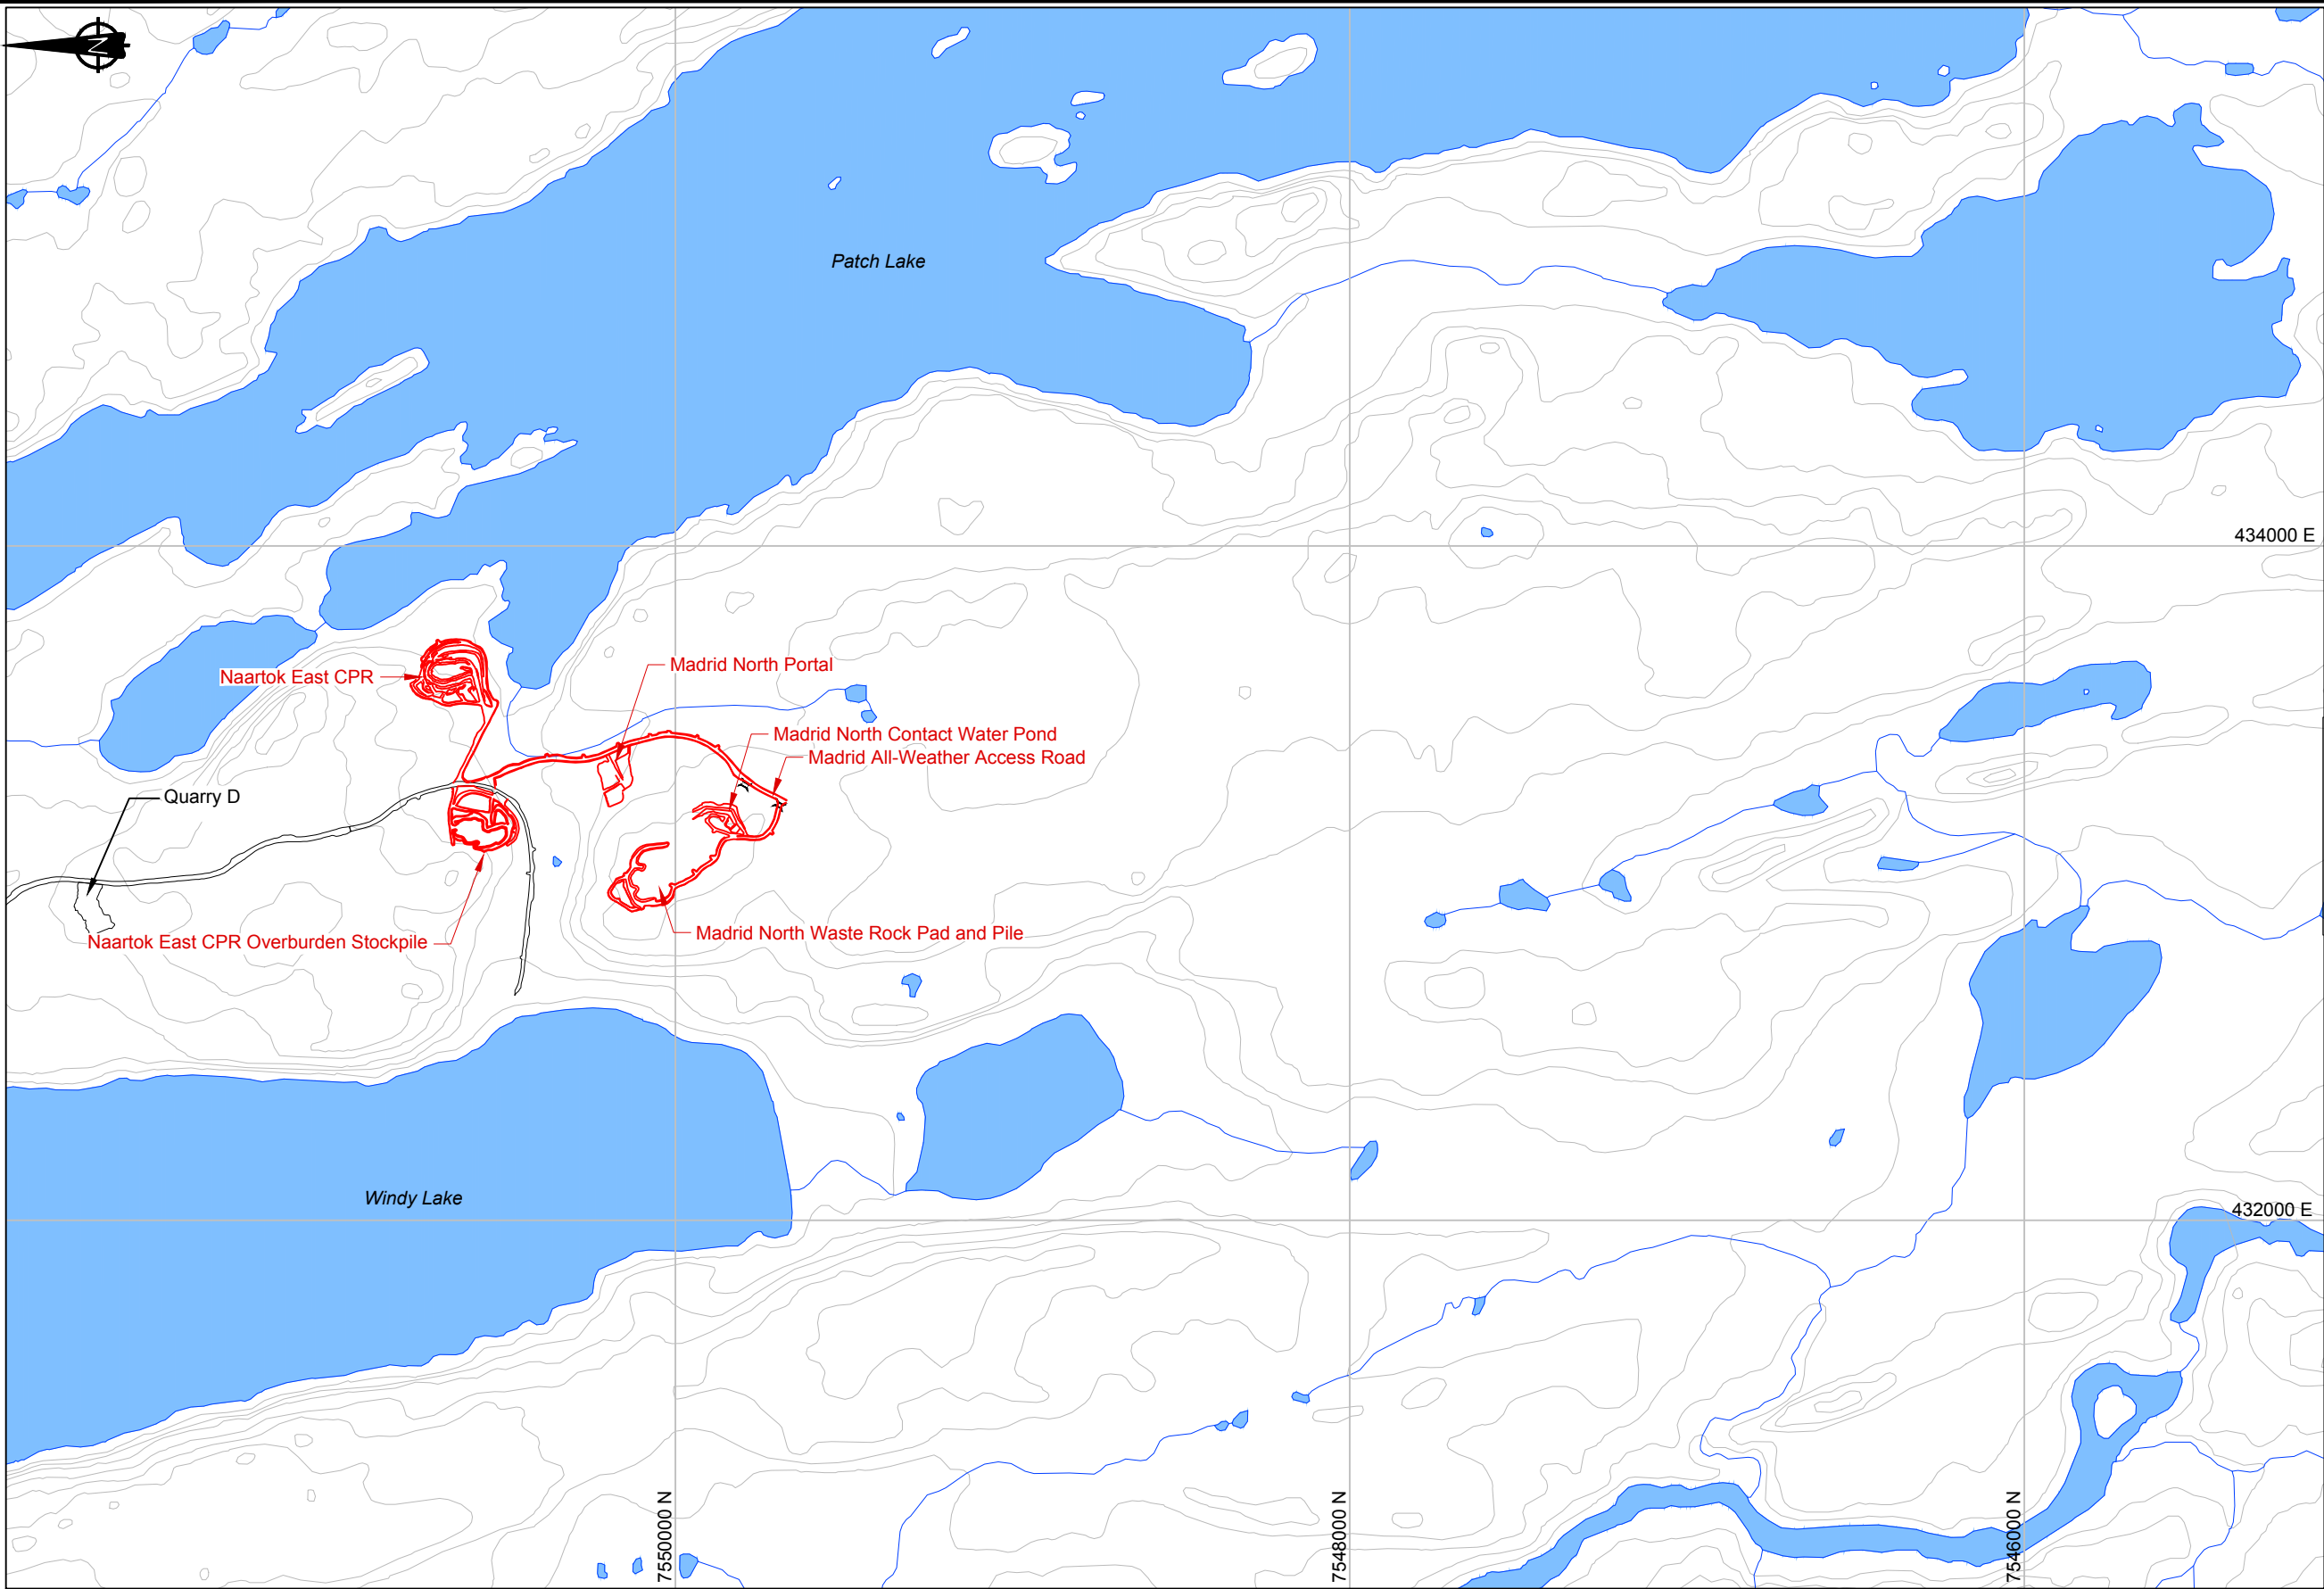 N
Patch Lake
434000 E
Madrid North Portal
Naartok East CPR
Madrid North Contact Water Pond
Madrid All-Weather Access Road
Quarry D
Madrid North Waste Rock Pad and Pile
Naartok East CPR Overburden Stockpile
Windy Lake
432000 E
7550000 N
7548000 N
7546000 N